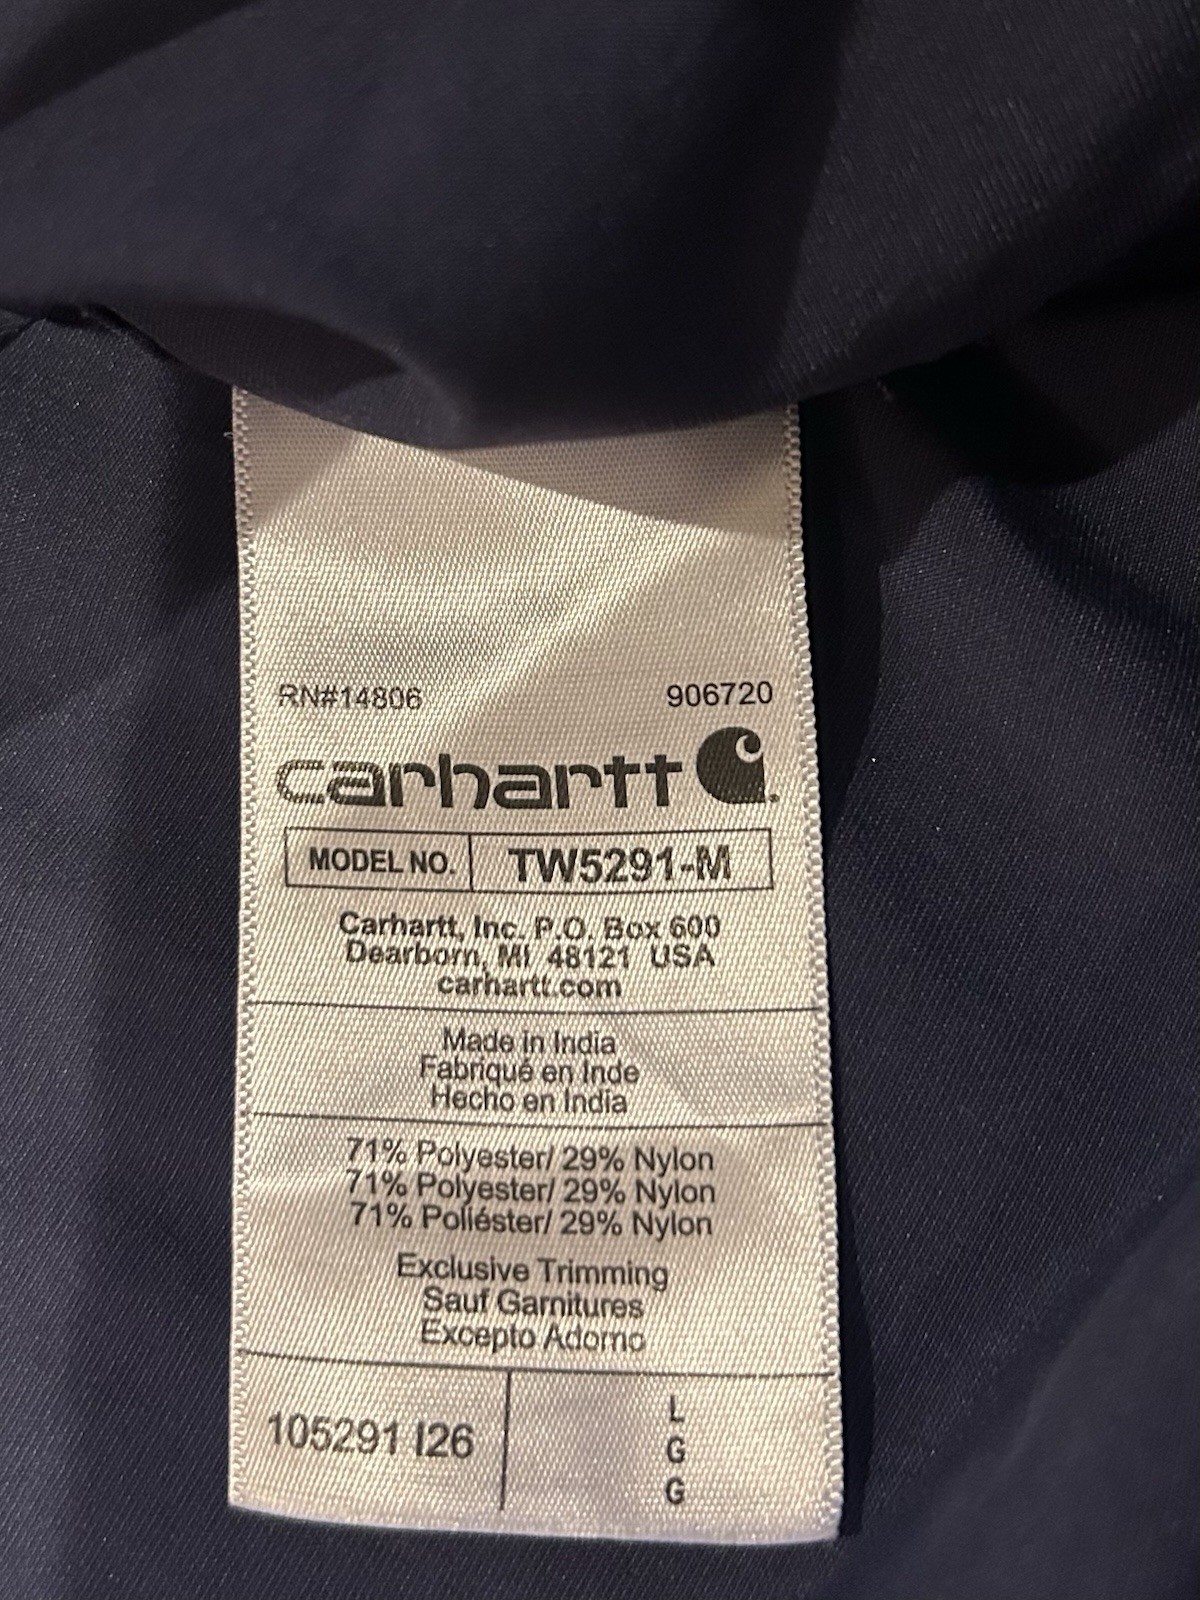 RN#14806 906720
carhartt
MODEL NO. TW5291-M
Carhartt, Inc. P.O. Box 600
Dearborn, MI 48121 USA
carhartt.com
Made in India
Fabriqué en Inde
Hecho en India
71% Polyester/ 29% Nylon
71% Polyester/ 29% Nylon
71% Poliéster/ 29% Nylon
Exclusive Trimming
Sauf Garnitures
Excepto Adorno
105291 I26
L
G
G